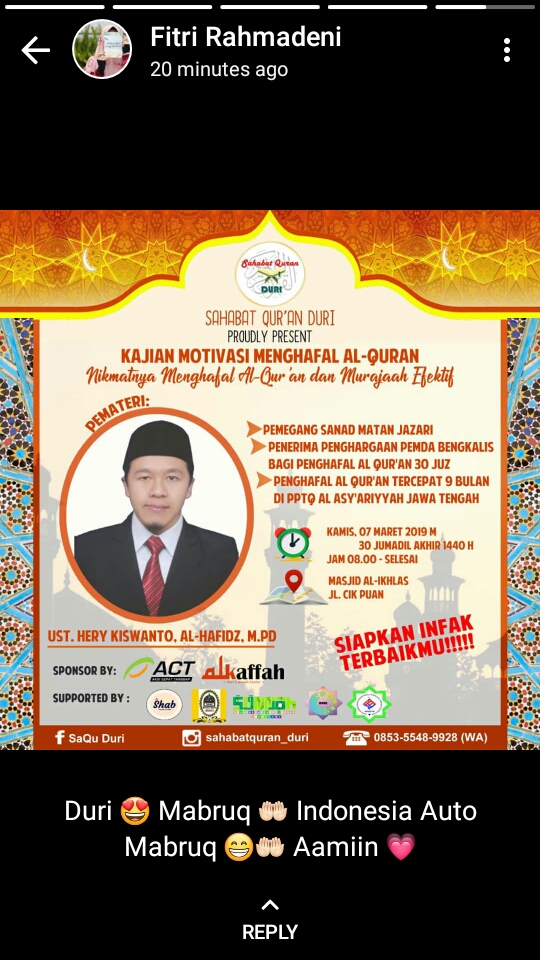 Fitri Rahmadeni
20 minutes ago
Sahabat Quran
DURI
SAHABAT QUR'AN DURI
PROUDLY PRESENT
KAJIAN MOTIVASI MENGHAFAL AL-QURAN
Nikmatnya Menghafal Al-Qur'an dan Murajaah Efektif
PEMATERI:
PEMEGANG SANAD MATAN JAZARI
PENERIMA PENGHARGAAN PEMDA BENGKALIS
BAGI PENGHAFAL AL QUR'AN 30 JUZ
PENGHAFAL AL QUR'AN TERCEPAT 9 BULAN
DI PPTQ AL ASY'ARIYYAH JAWA TENGAH
KAMIS, 07 MARET 2019 M
30 JUMADIL AKHIR 1440 H
JAM 08.00 - SELESAI
MASJID AL-IKHLAS
JL. CIK PUAN
UST. HERY KISWANTO, AL-HAFIDZ, M.PD
SIAPKAN INFAK
TERBAIKMU!!!!!
SPONSOR BY: ACT alkaffah
AKSI CEPAT TANGGAP
SUPPORTED BY : Shab
SaQu Duri sahabatquran_duri 0853-5548-9928 (WA)
Duri 😍 Mabruq 🤲🏻 Indonesia Auto
Mabruq 😁🤲🏻 Aamiin 💗
REPLY